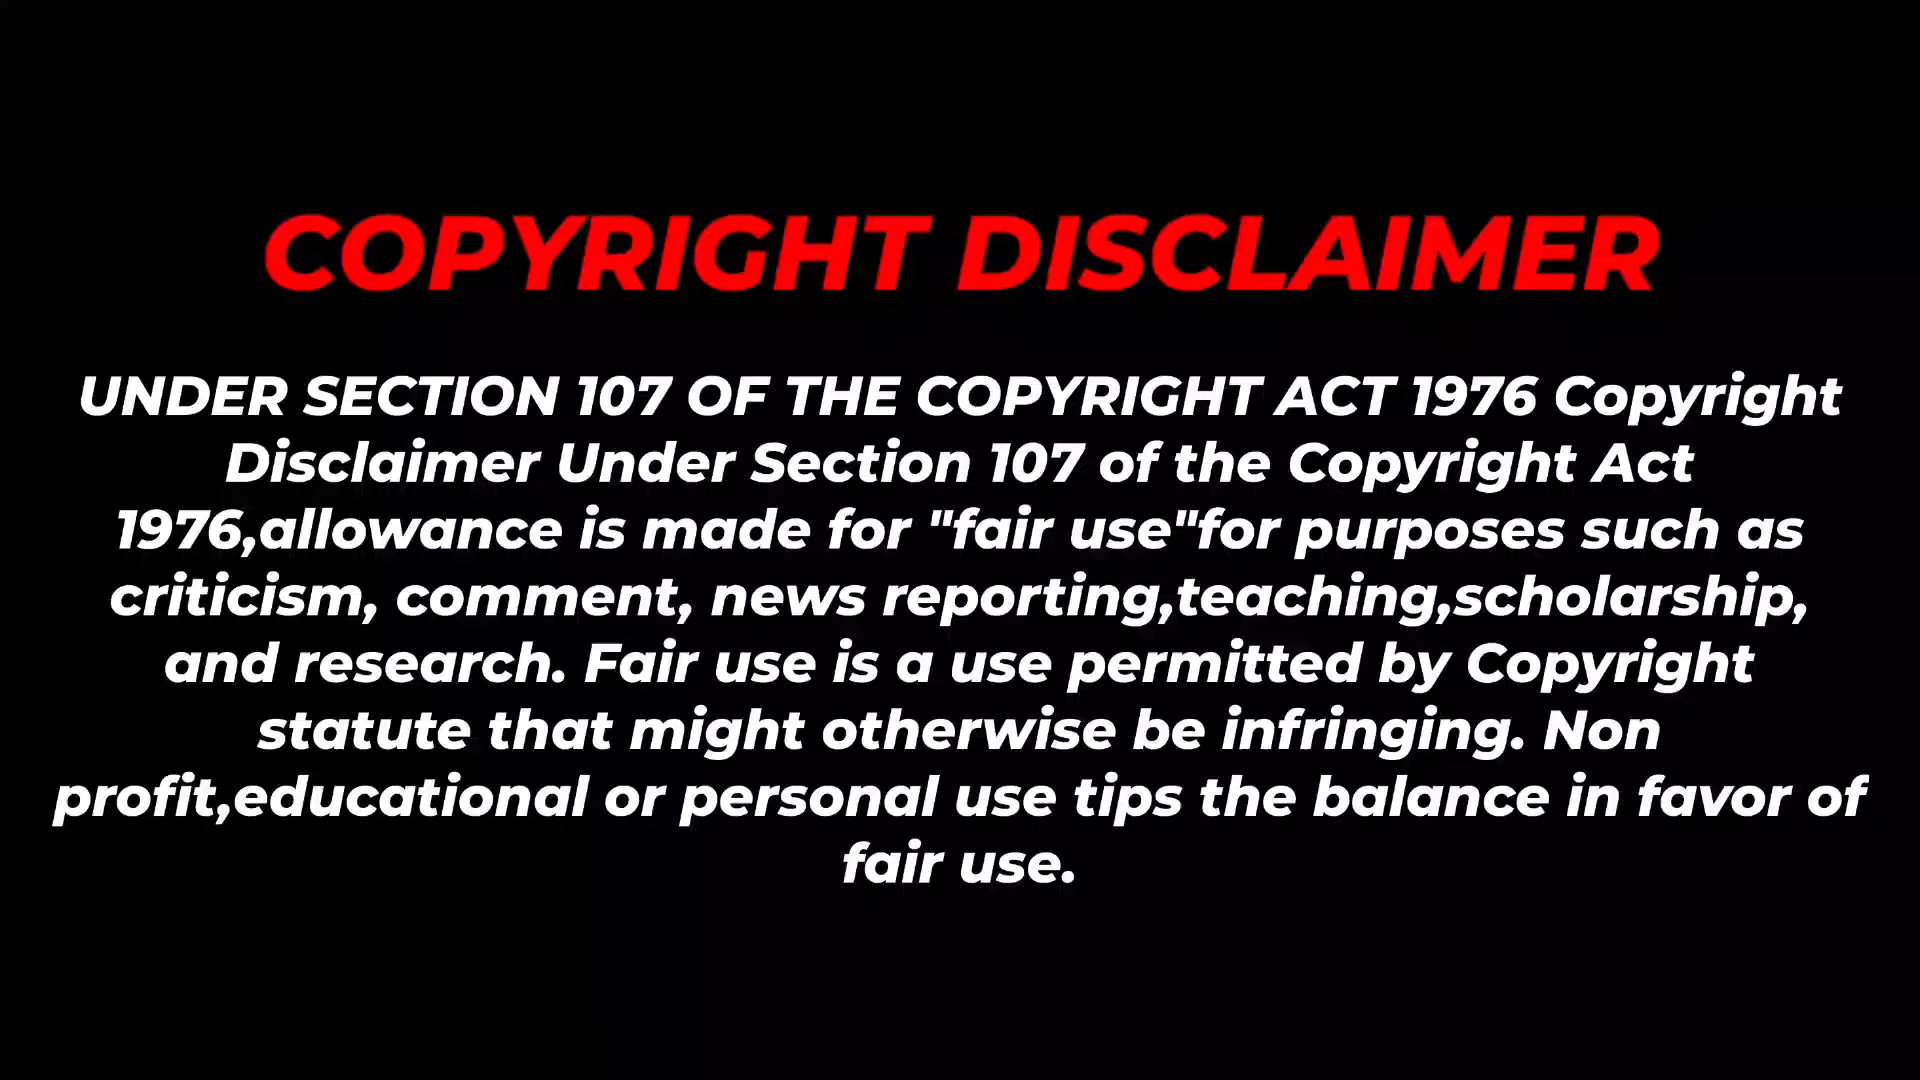 COPYRIGHT DISCLAIMER
UNDER SECTION 107 OF THE COPYRIGHT ACT 1976 Copyright
Disclaimer Under Section 107 of the Copyright Act
1976,allowance is made for "fair use"for purposes such as
criticism, comment, news reporting,teaching,scholarship,
and research. Fair use is a use permitted by Copyright
statute that might otherwise be infringing. Non
profit,educational or personal use tips the balance in favor of
fair use.